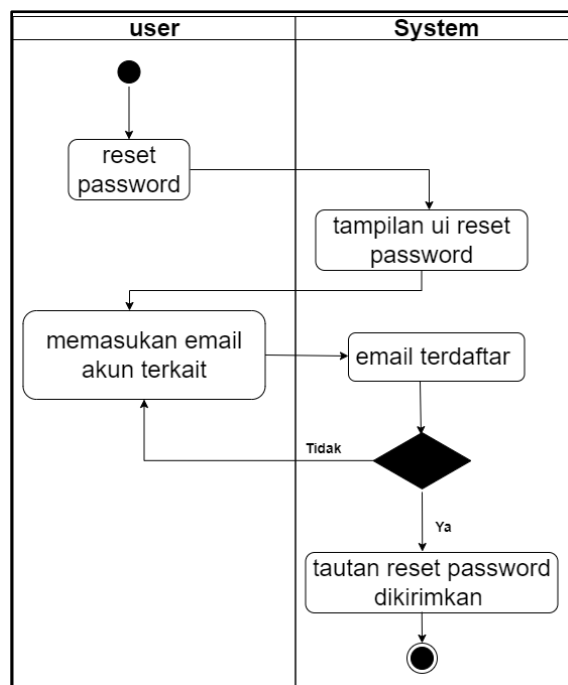 user
System
reset
password
tampilan ui reset
password
memasukan email
akun terkait
email terdaftar
Tidak
Ya
tautan reset password
dikirimkan